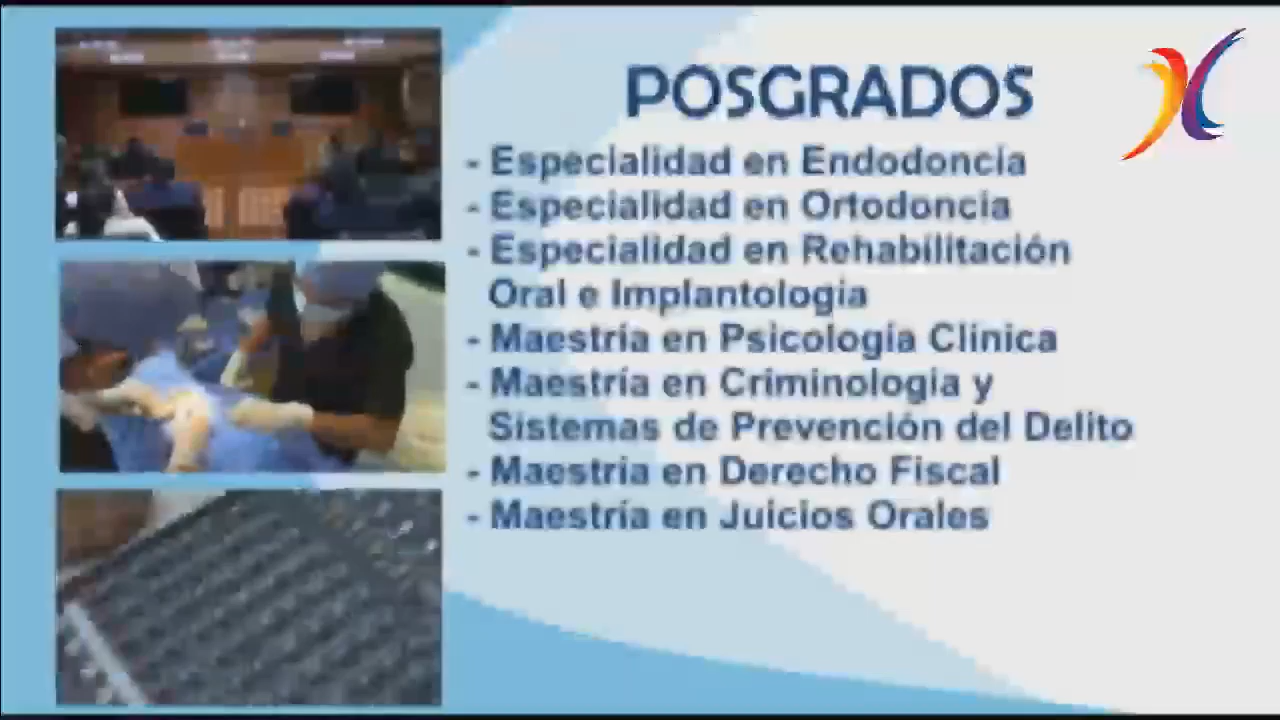 POSGRADOS
- Especialidad en Endodoncia
- Especialidad en Ortodoncia
- Especialidad en Rehabilitación
Oral e Implantología
- Maestría en Psicología Clínica
- Maestría en Criminología y
Sistemas de Prevención del Delito
- Maestría en Derecho Fiscal
- Maestría en Juicios Orales